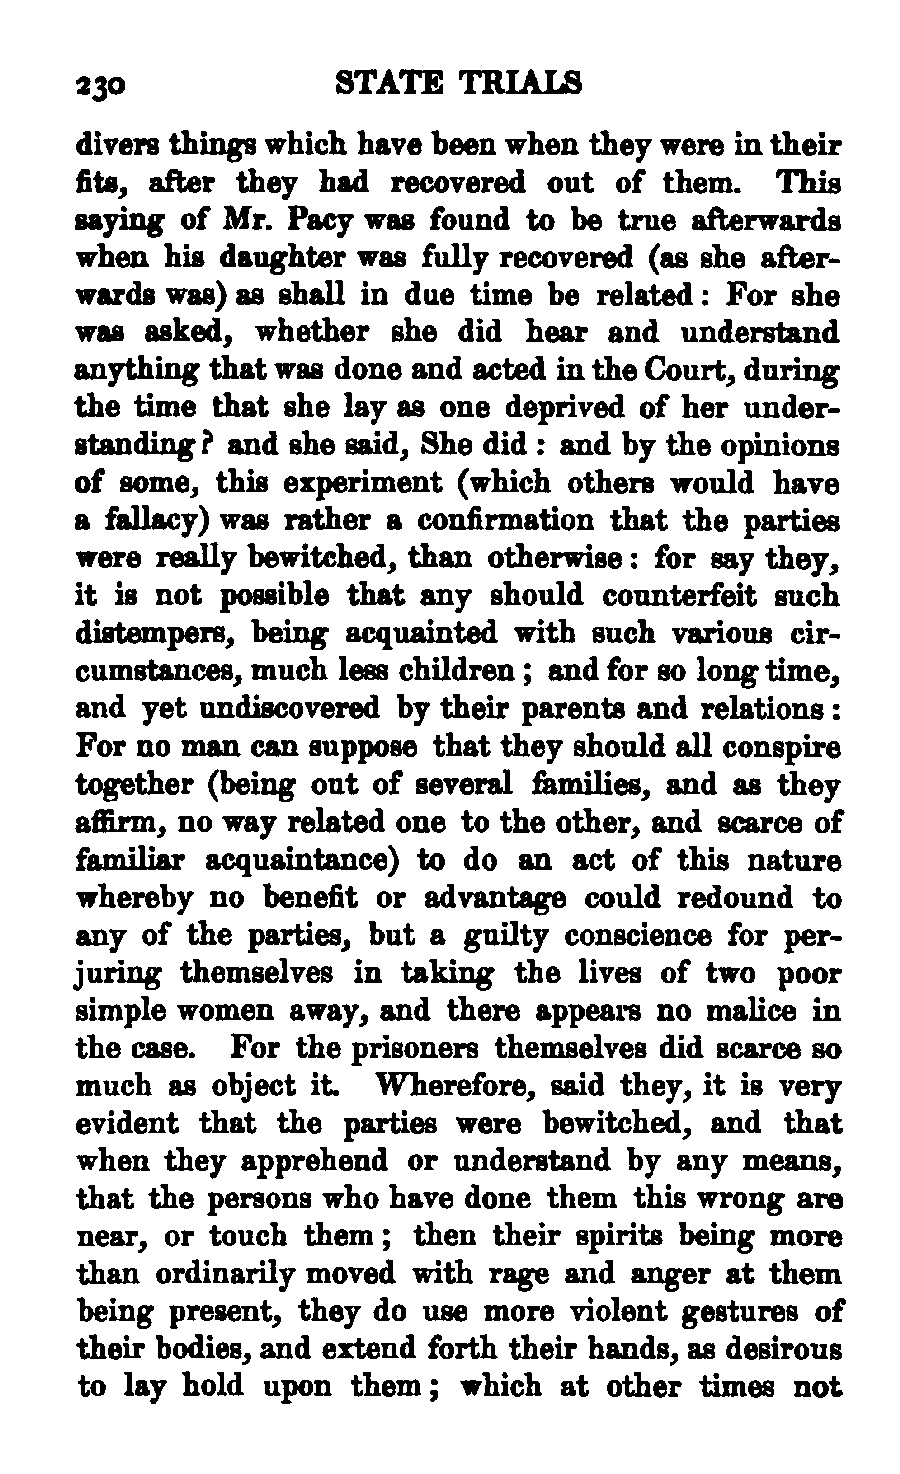 230 STATE TRIALS
divers things which have been when they were in their
fits, after they had recovered out of them. This
saying of Mr. Pacy was found to be true afterwards
when his daughter was fully recovered (as she after-
wards was) as shall in due time be related : For she
was asked, whether she did hear and understand
anything that was done and acted in the Court, during
the time that she lay as one deprived of her under-
standing? and she said, She did : and by the opinions
of some, this experiment (which others would have
a fallacy) was rather a confirmation that the parties
were really bewitched, than otherwise : for say they,
it is not possible that any should counterfeit such
distempers, being acquainted with such various cir-
cumstances, much less children ; and for so long time,
and yet undiscovered by their parents and relations :
For no man can suppose that they should all conspire
together (being out of several families, and as they
affirm, no way related one to the other, and scarce of
familiar acquaintance) to do an act of this nature
whereby no benefit or advantage could redound to
any of the parties, but a guilty conscience for per-
juring themselves in taking the lives of two poor
simple women away, and there appears no malice in
the case. For the prisoners themselves did scarce so
much as object it. Wherefore, said they, it is very
evident that the parties were bewitched, and that
when they apprehend or understand by any means,
that the persons who have done them this wrong are
near, or touch them ; then their spirits being more
than ordinarily moved with rage and anger at them
being present, they do use more violent gestures of
their bodies, and extend forth their hands, as desirous
to lay hold upon them ; which at other times not